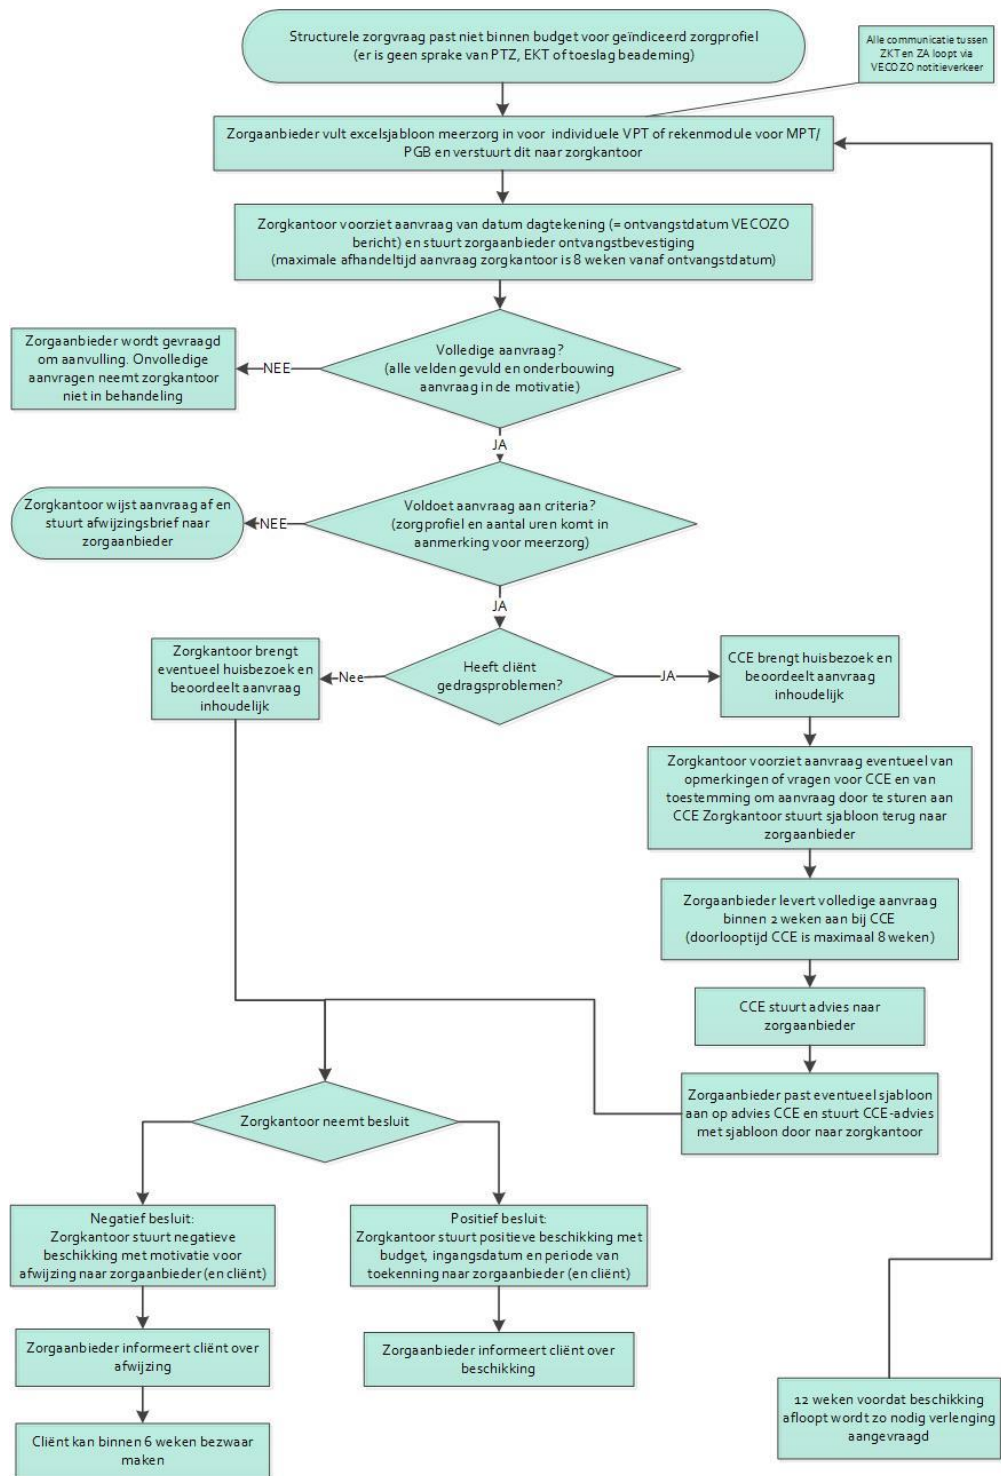 Structurele zorgvraag past niet binnen budget voor geïndiceerd zorgprofiel
(er is geen sprake van PTZ, EKT of toeslag beademing)
Alle communicatie tussen
ZKT en ZA loopt via
VECOZO notitieverkeer
Zorgaanbieder vult excelsjabloon meerzorg in voor individuele VPT of rekenmodule voor MPT/
PGB en verstuurt dit naar zorgkantoor
Zorgkantoor voorziet aanvraag van datum dagtekening (= ontvangstdatum VECOZO
bericht) en stuurt zorgaanbieder ontvangstbevestiging
(maximale afhandeltijd aanvraag zorgkantoor is 8 weken vanaf ontvangstdatum)
Zorgaanbieder wordt gevraagd
om aanvulling. Onvolledige
aanvragen neemt zorgkantoor
niet in behandeling
NEE
Volledige aanvraag?
(alle velden gevuld en onderbouwing
aanvraag in de motivatie)
JA
Zorgkantoor wijst aanvraag af en
stuurt afwijzingsbrief naar
zorgaanbieder
NEE
Voldoet aanvraag aan criteria?
(zorgprofiel en aantal uren komt in
aanmerking voor meerzorg)
JA
Zorgkantoor brengt
eventueel huisbezoek en
beoordeelt aanvraag
inhoudelijk
Nee
Heeft cliënt
gedragsproblemen?
JA
CCE brengt huisbezoek en
beoordeelt aanvraag
inhoudelijk
Zorgkantoor voorziet aanvraag eventueel van
opmerkingen of vragen voor CCE en van
toestemming om aanvraag door te sturen aan
CCE Zorgkantoor stuurt sjabloon terug naar
zorgaanbieder
Zorgaanbieder levert volledige aanvraag
binnen 2 weken aan bij CCE
(doorlooptijd CCE is maximaal 8 weken)
CCE stuurt advies naar
zorgaanbieder
Zorgaanbieder past eventueel sjabloon
aan op advies CCE en stuurt CCE-advies
met sjabloon door naar zorgkantoor
Zorgkantoor neemt besluit
Negatief besluit:
Zorgkantoor stuurt negatieve
beschikking met motivatie voor
afwijzing naar zorgaanbieder (en cliënt)
Positief besluit:
Zorgkantoor stuurt positieve beschikking met
budget, ingangsdatum en periode van
toekenning naar zorgaanbieder (en cliënt)
Zorgaanbieder informeert cliënt over
afwijzing
Zorgaanbieder informeert cliënt over
beschikking
Cliënt kan binnen 6 weken bezwaar
maken
12 weken voordat beschikking
afloopt wordt zo nodig verlenging
aangevraagd